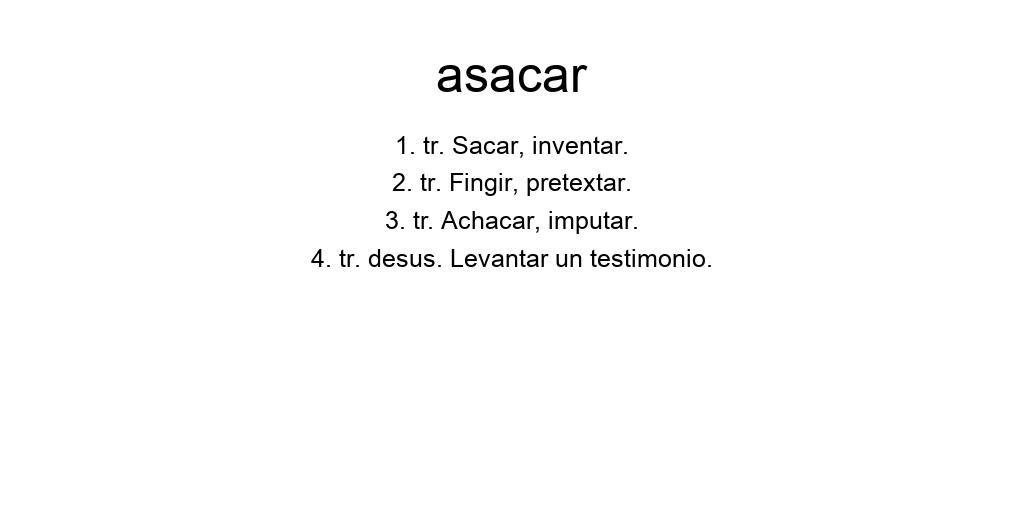 asacar
1. tr. Sacar, inventar.
2. tr. Fingir, pretextar.
3. tr. Achacar, imputar.
4. tr. desus. Levantar un testimonio.